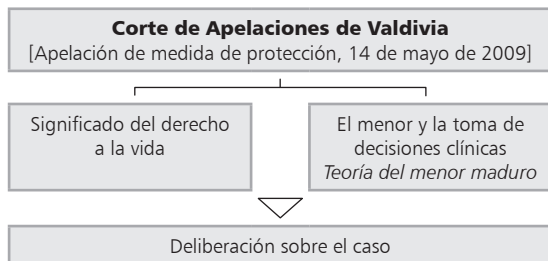 Corte de Apelaciones de Valdivia
[Apelación de medida de protección, 14 de mayo de 2009]
Significado del derecho
a la vida
El menor y la toma de
decisiones clínicas
Teoría del menor maduro
Deliberación sobre el caso